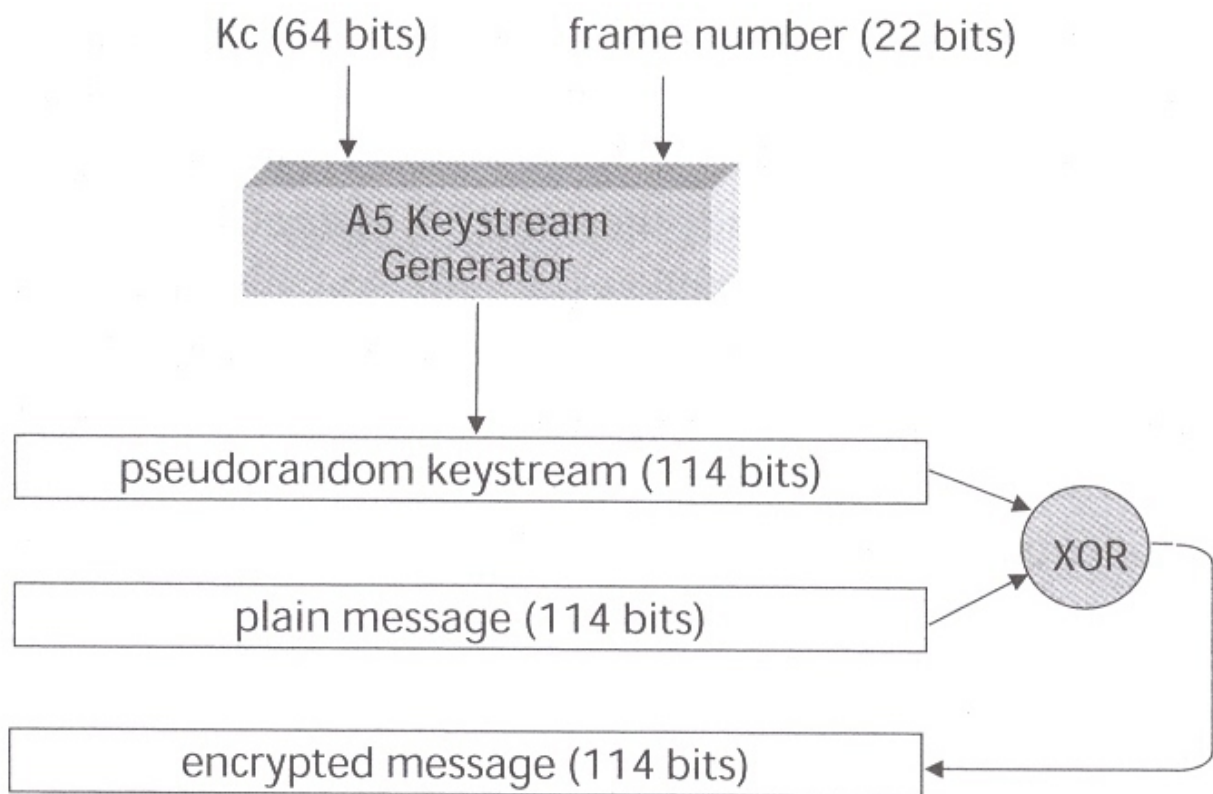 Kc (64 bits)
frame number (22 bits)
A5 Keystream
Generator
pseudorandom keystream (114 bits)
XOR
plain message (114 bits)
encrypted message (114 bits)